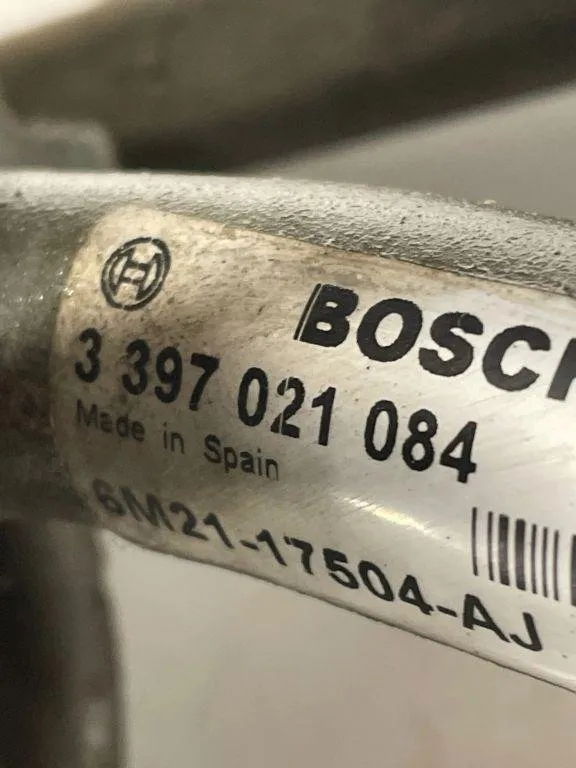 BOSCH
3 397 021 084
Made in Spain
6M21-17504-AJ